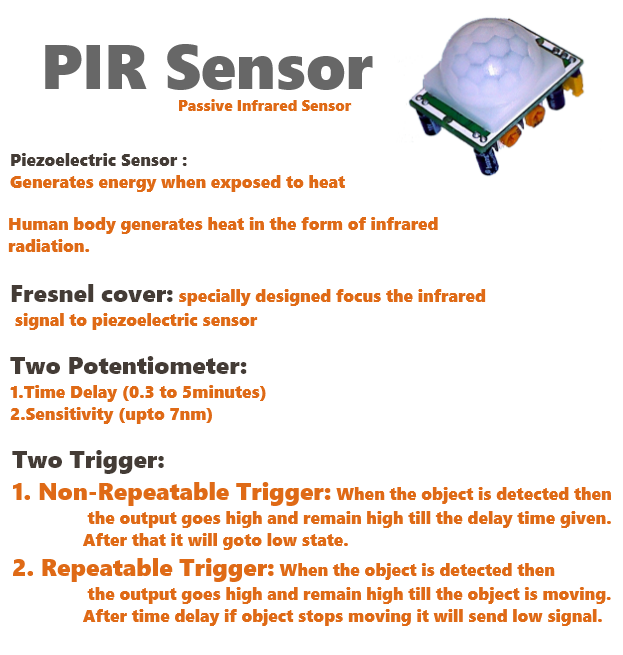 PIR Sensor
Passive Infrared Sensor
Piezoelectric Sensor :
Generates energy when exposed to heat
Human body generates heat in the form of infrared
radiation.
Fresnel cover: specially designed focus the infrared
signal to piezoelectric sensor
Two Potentiometer:
1.Time Delay (0.3 to 5minutes)
2.Sensitivity (upto 7nm)
Two Trigger:
1. Non-Repeatable Trigger: When the object is detected then
the output goes high and remain high till the delay time given.
After that it will goto low state.
2. Repeatable Trigger: When the object is detected then
the output goes high and remain high till the object is moving.
After time delay if object stops moving it will send low signal.